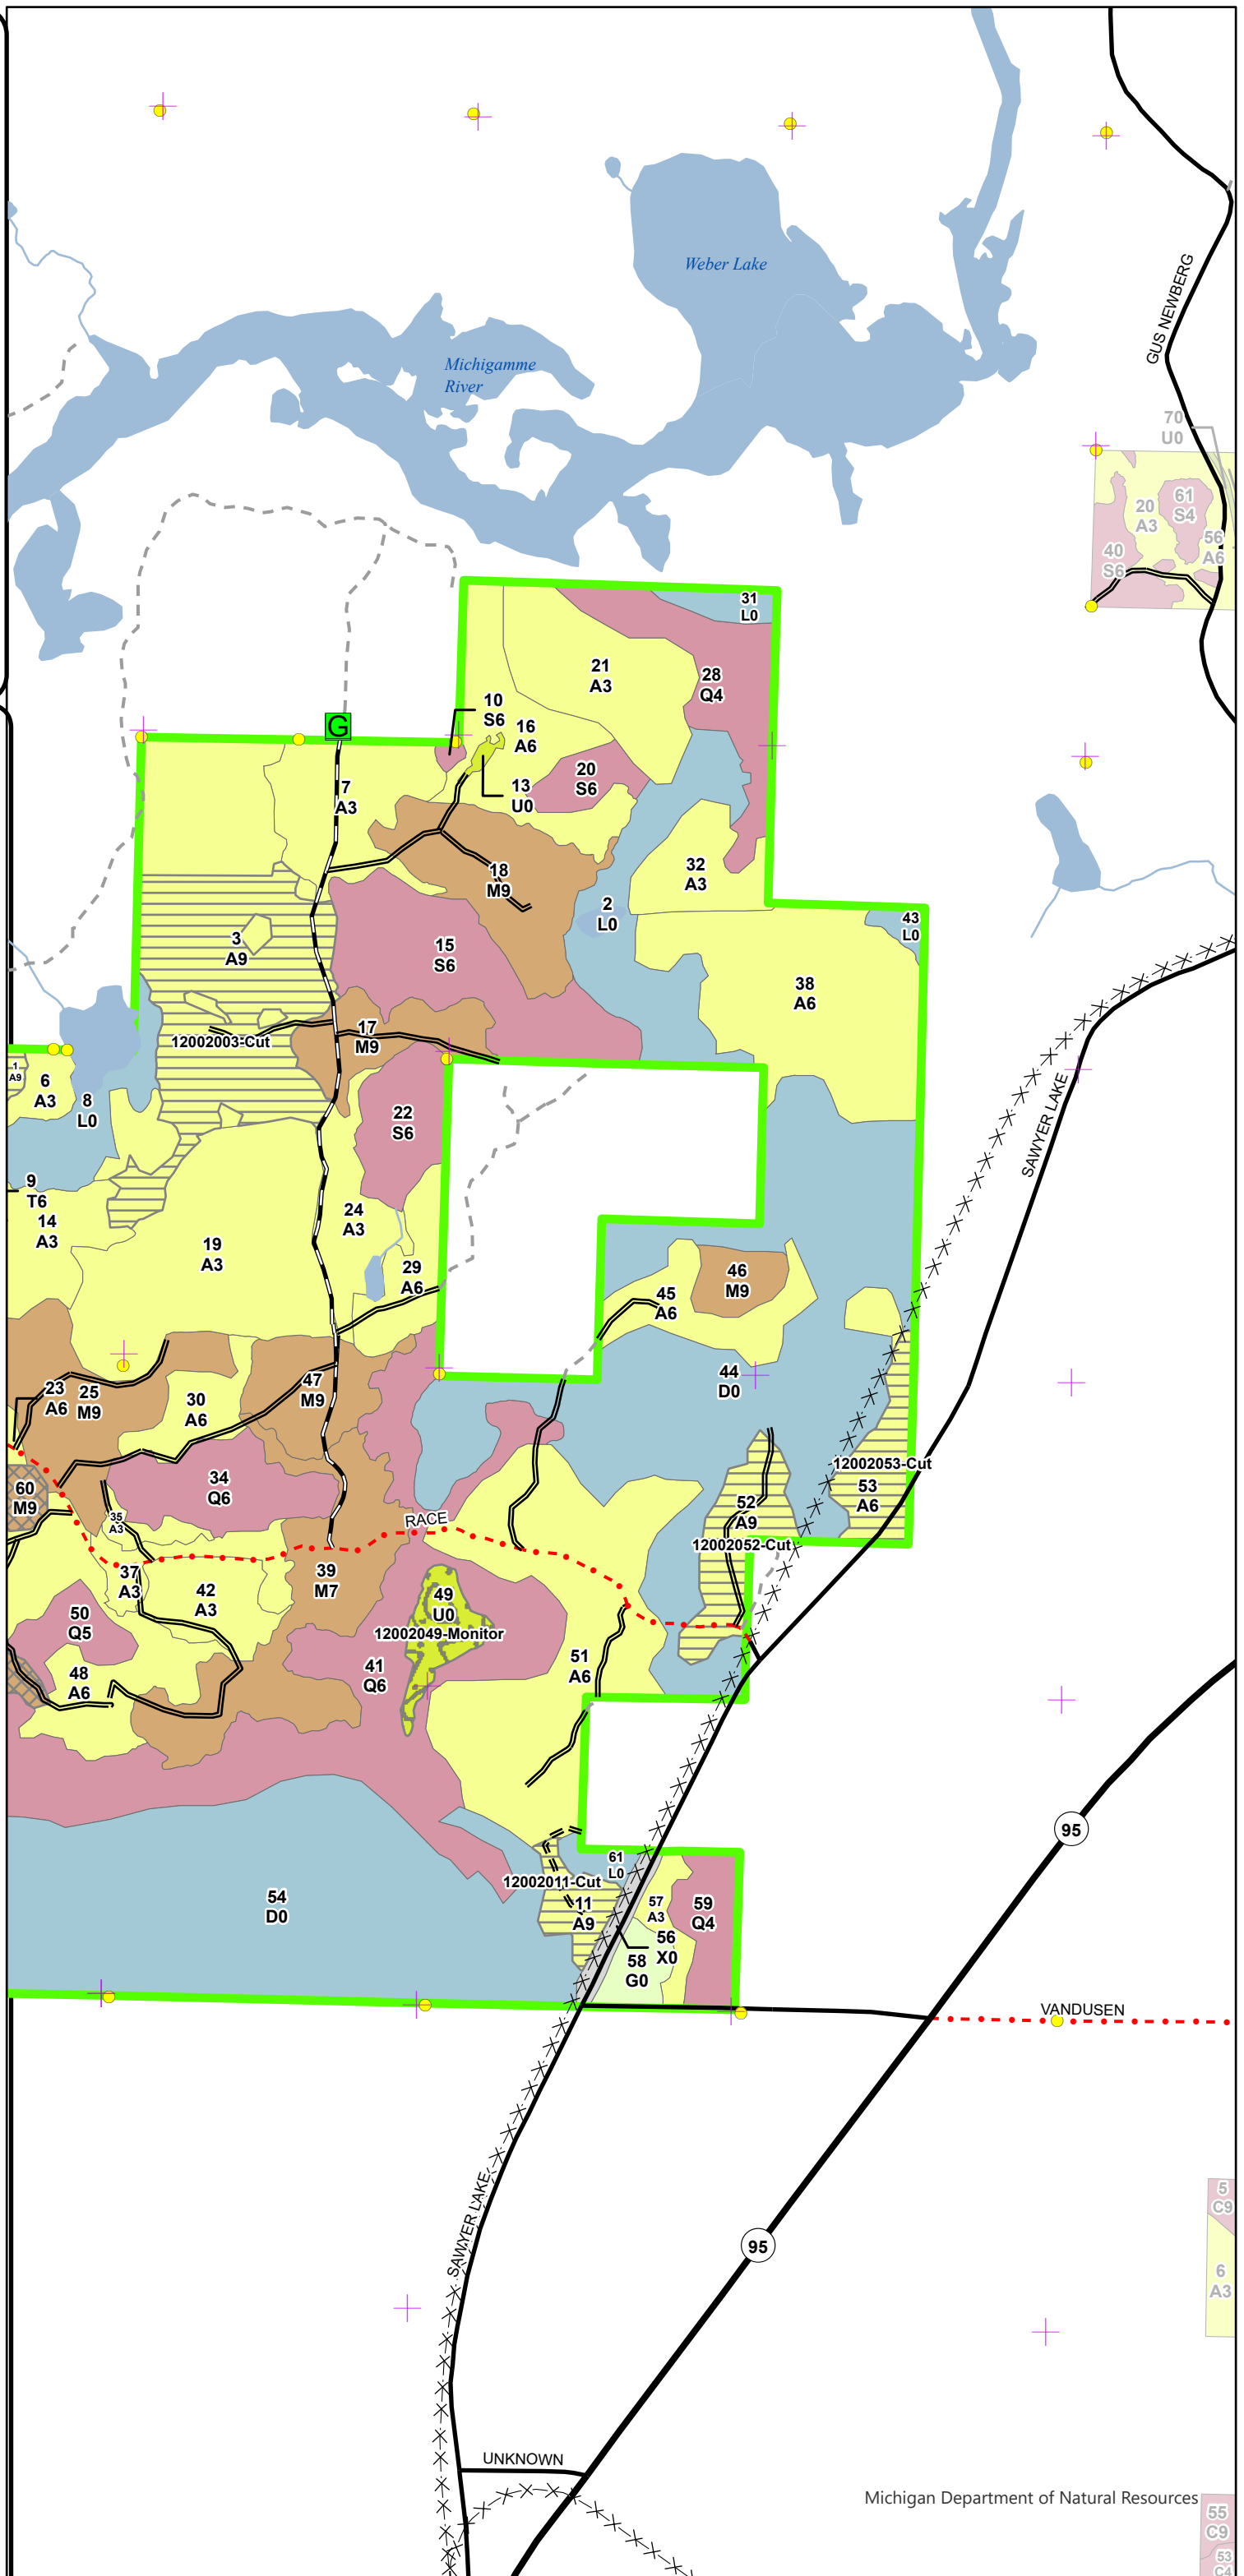 Weber Lake
GUS NEWBERG
Michigamme
River
70
U0
61
S4
20
A3
56
A6
40
S6
31
L0
21
A3
28
Q4
10
S6
16
A6
G
20
S6
13
U0
7
A3
32
A3
18
M9
2
L0
43
L0
3
A9
15
S6
38
A6
17
M9
12002003-Cut
1
A9
6
A3
8
L0
22
S6
SAWYER LAKE
9
T6
14
A3
24
A3
19
A3
29
A6
46
M9
45
A6
44
D0
23
A6
25
M9
47
M9
30
A6
12002053-Cut
53
A6
34
Q6
60
M9
52
A9
35
A3
RACE
12002052-Cut
37
A3
39
M7
42
A3
49
U0
50
Q5
12002049-Monitor
51
A6
41
Q6
48
A6
95
61
L0
12002011-Cut
54
D0
11
A9
57
A3
59
Q4
56
X0
58
G0
VANDUSEN
SAWYER LAKE
5
C9
95
6
A3
UNKNOWN
Michigan Department of Natural Resources
55
C9
53
C4